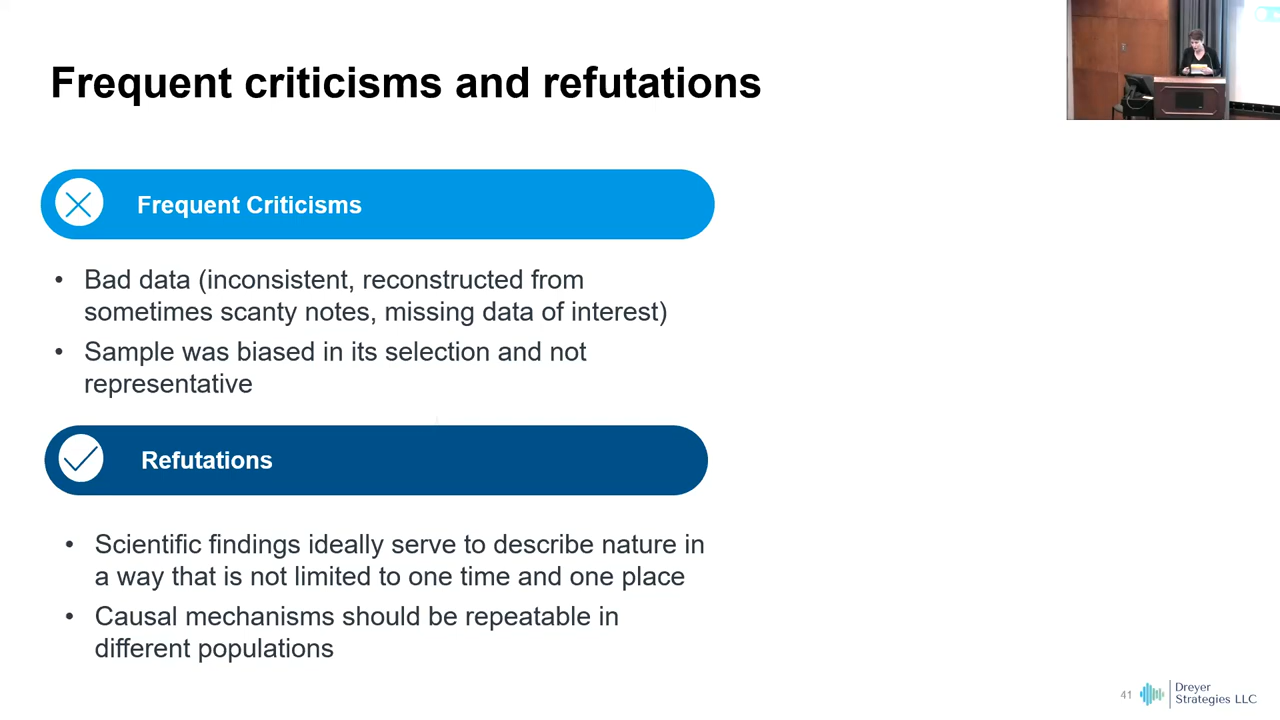 Frequent criticisms and refutations
Frequent Criticisms
• Bad data (inconsistent, reconstructed from
sometimes scanty notes, missing data of interest)
• Sample was biased in its selection and not
representative
Refutations
• Scientific findings ideally serve to describe nature in
a way that is not limited to one time and one place
• Causal mechanisms should be repeatable in
different populations
41
Dreyer
Strategies LLC